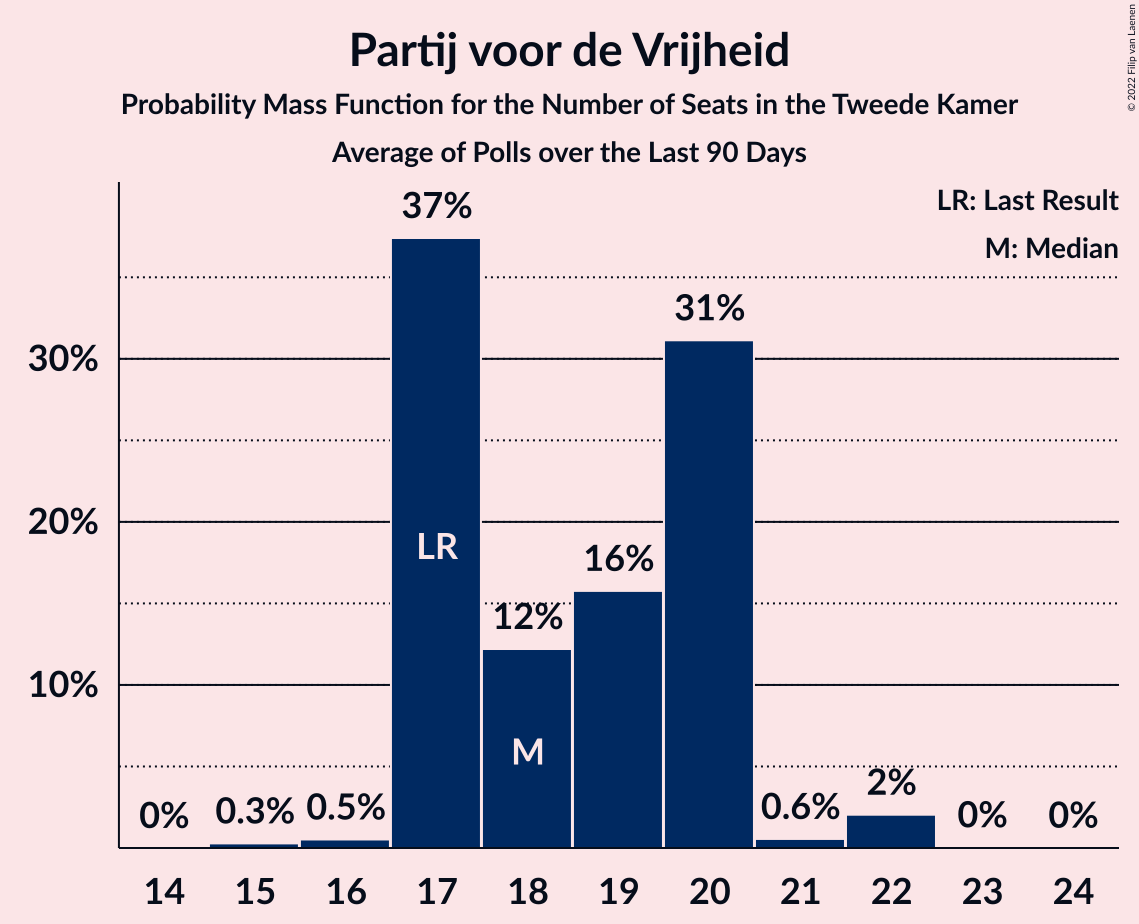 Partij voor de Vrijheid
Probability Mass Function for the Number of Seats in the Tweede Kamer
Average of Polls over the Last 90 Days
© 2022 Filip van Laenen
LR: Last Result
M: Median
37%
31%
30%
20%
LR
16%
12%
10%
M
0%
0.3%
0.5%
0.6%
2%
0%
0%
14 15 16 17 18 19 20 21 22 23 24